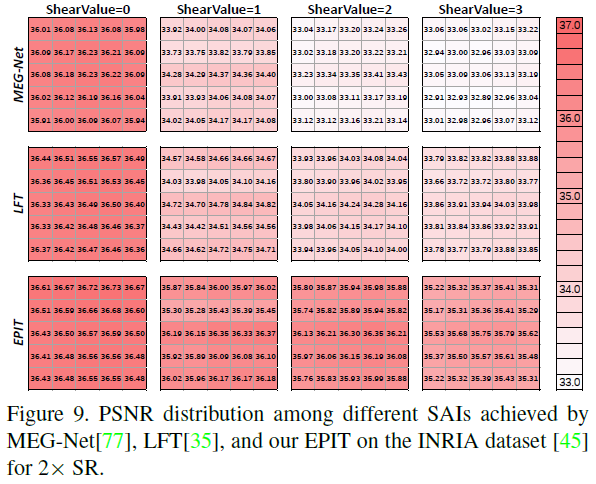 ShearValue=0 ShearValue=1 ShearValue=2 ShearValue=3
MEG-Net
36.01 36.08 36.13 36.08 35.98 33.92 34.00 34.08 34.07 34.06 33.04 33.17 33.20 33.24 33.26 32.98 33.06 33.02 33.15 33.22
36.09 36.17 36.23 36.21 36.09 33.73 33.75 33.82 33.79 33.85 33.02 33.18 33.20 33.22 33.21 32.94 33.00 32.96 33.03 33.09
36.08 36.18 36.23 36.22 36.09 34.28 34.29 34.37 34.36 34.40 33.23 33.34 33.35 33.41 33.43 33.05 33.09 33.06 33.13 33.19
36.03 36.12 36.19 36.16 36.04 33.91 33.93 34.06 34.08 34.07 33.00 33.08 33.11 33.17 33.19 32.91 32.93 32.89 32.96 33.04
35.91 36.00 36.09 36.07 35.94 34.02 34.05 34.17 34.17 34.08 33.12 33.12 33.16 33.21 33.14 33.01 32.98 32.96 33.07 33.12
LFT
36.44 36.51 36.55 36.57 36.49 34.57 34.58 34.66 34.66 34.67 33.93 33.96 34.03 34.08 34.04 33.79 33.82 33.82 33.88 33.88
36.36 36.45 36.51 36.53 36.45 34.03 33.98 34.05 34.10 34.16 33.80 33.90 33.96 34.02 33.95 33.66 33.72 33.72 33.80 33.77
36.33 36.43 36.49 36.50 36.40 34.72 34.70 34.78 34.84 34.82 34.05 34.16 34.24 34.28 34.16 33.86 33.91 33.94 34.03 33.98
36.33 36.42 36.48 36.46 36.37 34.43 34.42 34.51 34.56 34.56 33.98 34.06 34.15 34.17 34.10 33.81 33.84 33.86 33.92 33.91
36.37 36.42 36.47 36.46 36.36 34.66 34.62 34.72 34.75 34.71 33.94 33.96 34.05 34.10 34.00 33.78 33.77 33.79 33.88 33.85
EPIT
36.61 36.67 36.72 36.73 36.67 35.87 35.84 36.00 35.97 36.02 35.80 35.87 35.94 35.98 35.88 35.22 35.32 35.37 35.41 35.31
36.51 36.59 36.66 36.68 36.60 35.30 35.28 35.43 35.39 35.45 35.74 35.82 35.89 35.94 35.82 35.17 35.31 35.36 35.41 35.29
36.43 36.50 36.57 36.59 36.50 36.19 36.15 36.35 36.33 36.37 36.13 36.21 36.30 36.35 36.21 35.53 35.68 35.75 35.79 35.62
36.41 36.48 36.56 36.56 36.48 35.92 35.89 36.09 36.08 36.10 35.97 36.06 36.15 36.19 36.08 35.37 35.50 35.57 35.61 35.48
36.43 36.48 36.55 36.55 36.48 36.02 35.96 36.17 36.17 36.18 35.76 35.83 35.93 35.99 35.88 35.22 35.32 35.39 35.43 35.31
37.0
36.0
35.0
34.0
33.0
Figure 9. PSNR distribution among different SAIs achieved by
MEG-Net[77], LFT[35], and our EPIT on the INRIA dataset [45]
for 2× SR.